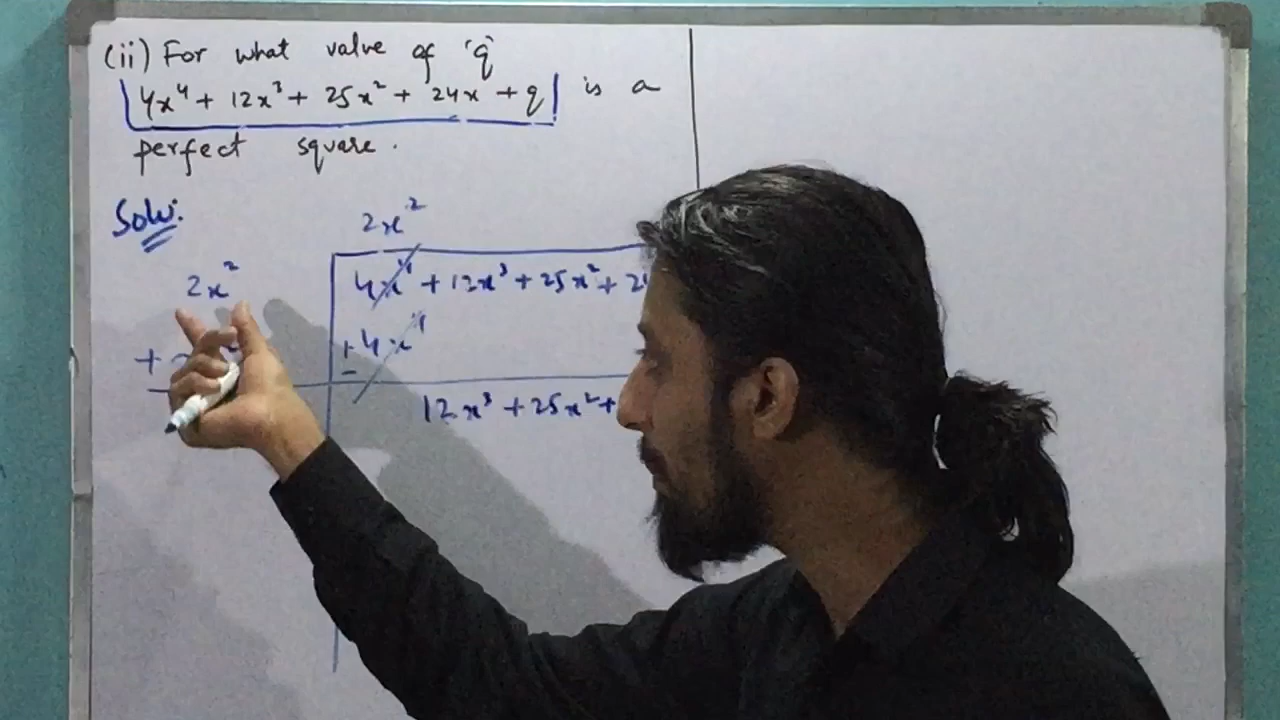 (ii) For what value of 'q'
4x⁴ + 12x³ + 25x² + 24x + q is a
perfect square.
Solu:
2x²
2x²
4x⁴ + 12x³ + 25x² + 2
+
+ 4x⁴
−
12x³ + 25x² +